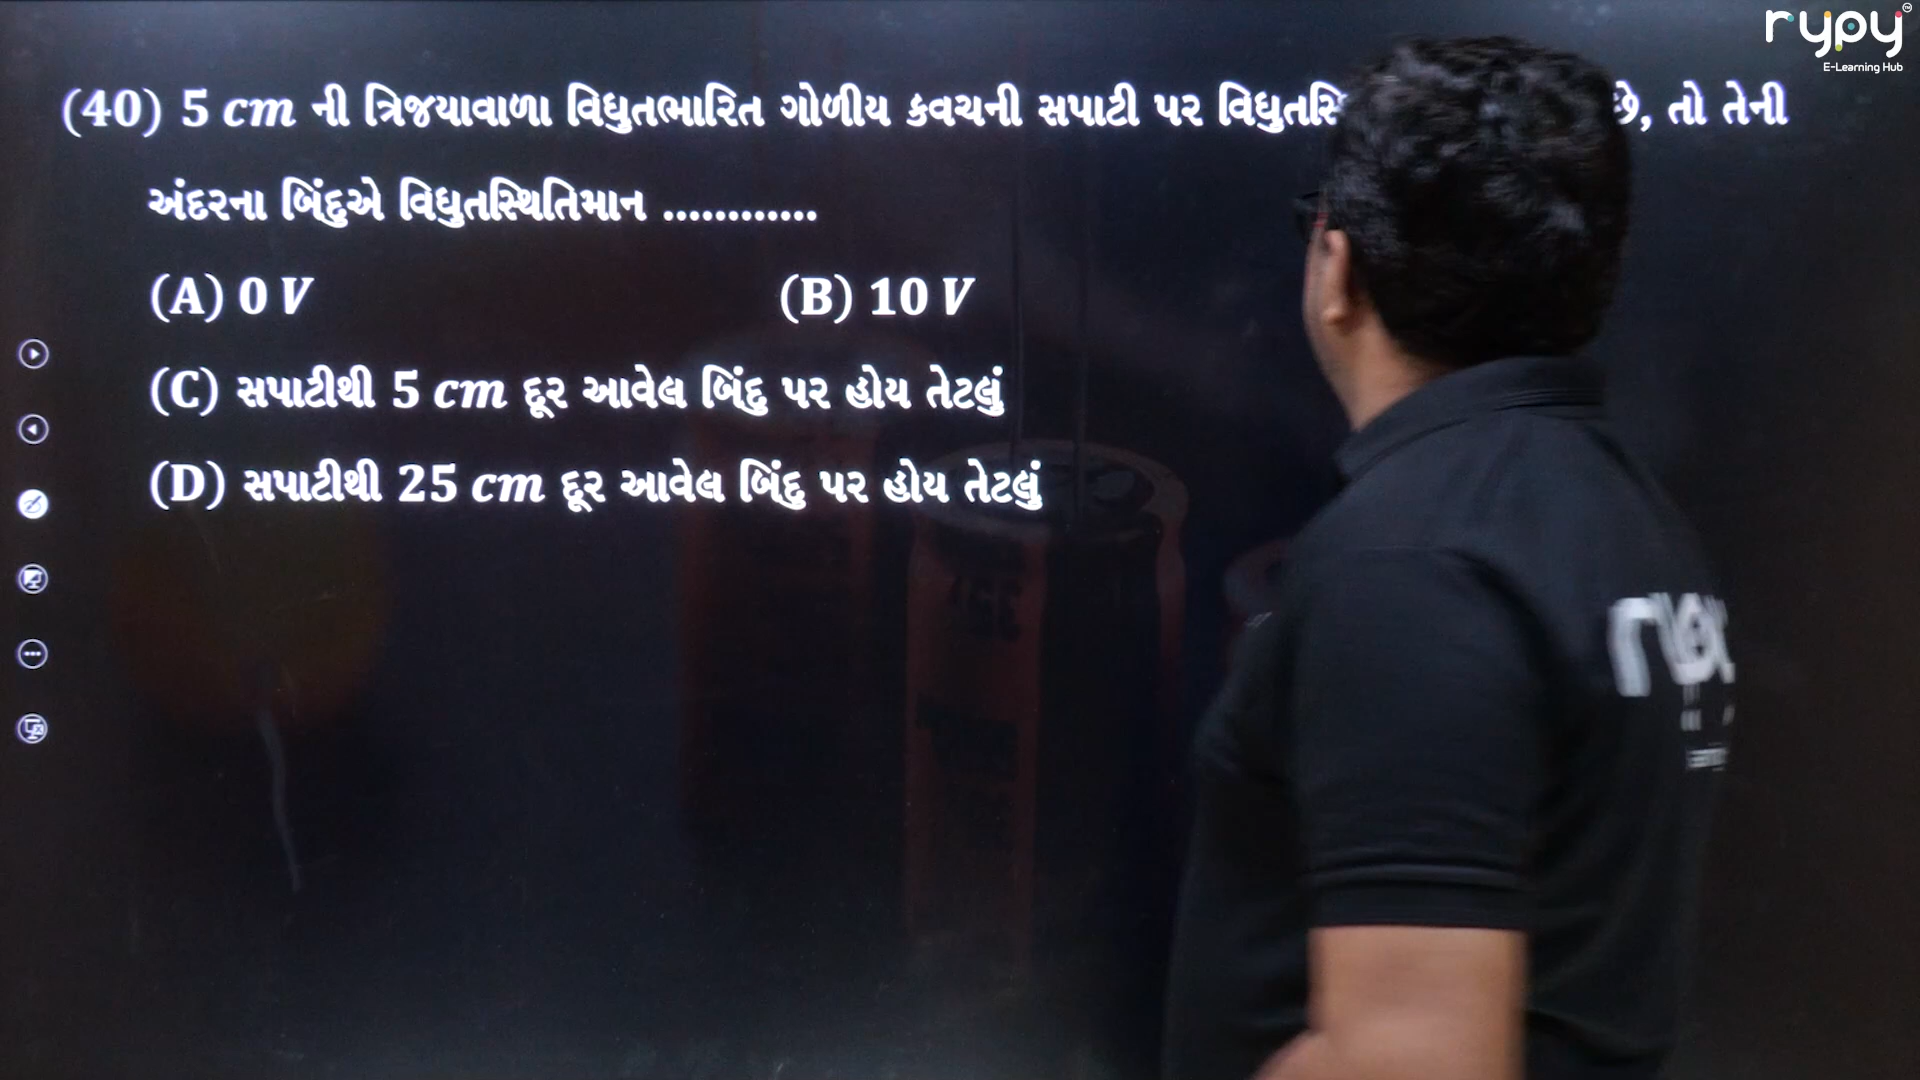 rypy
E-Learning Hub
(40) 5 cm ની ત્રિજયાવાળા વિદ્યુતભારિત ગોળીય કવચની સપાટી પર છે, તો તેની
અંદરના બિંદુએ વિદ્યુતસ્થિતિમાન ............
(A) 0 V (B) 10 V
(C) સપાટીથી 5 cm દૂર આવેલ બિંદુ પર હોય તેટલું
(D) સપાટીથી 25 cm દૂર આવેલ બિંદુ પર હોય તેટલું